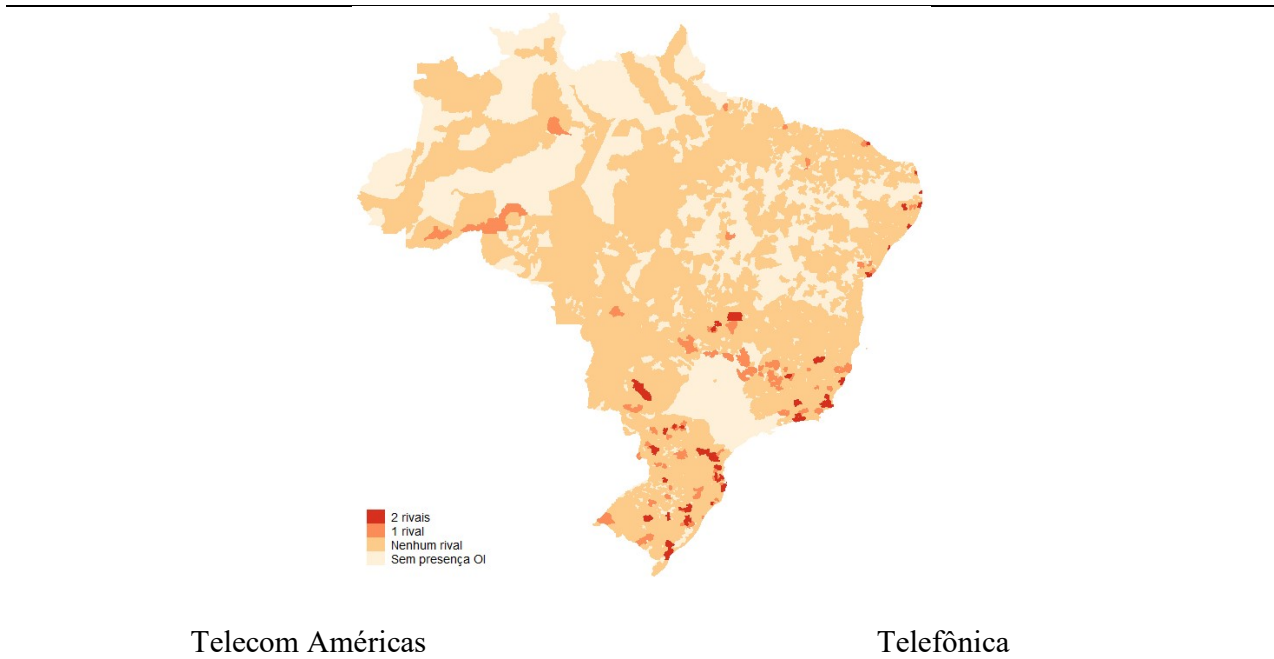 2 rivais
1 rival
Nenhum rival
Sem presença OI
Telecom Américas Telefônica